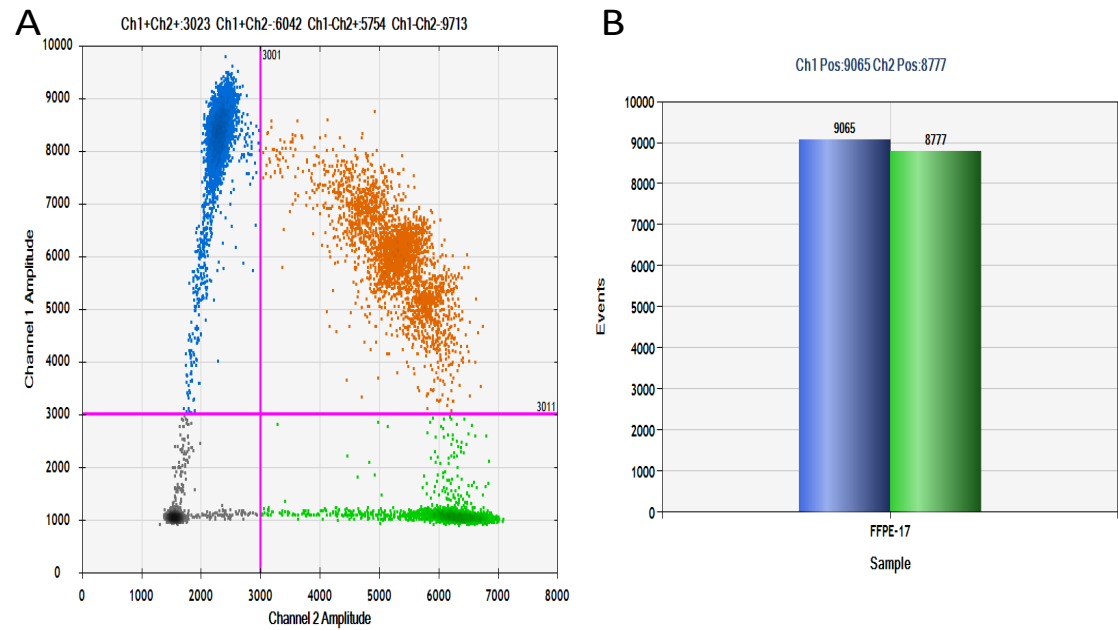 A
Ch1+Ch2+:3023 Ch1+Ch2-:6042 Ch1-Ch2+:5754 Ch1-Ch2-:9713
10000
9000
8000
7000
6000
5000
4000
3000
2000
1000
0
Channel 1 Amplitude
3001
3011
0 1000 2000 3000 4000 5000 6000 7000 8000
Channel 2 Amplitude
B
Ch1 Pos:9065 Ch2 Pos:8777
10000
9000
8000
7000
6000
5000
4000
3000
2000
1000
0
Events
9065
8777
FFPE-17
Sample